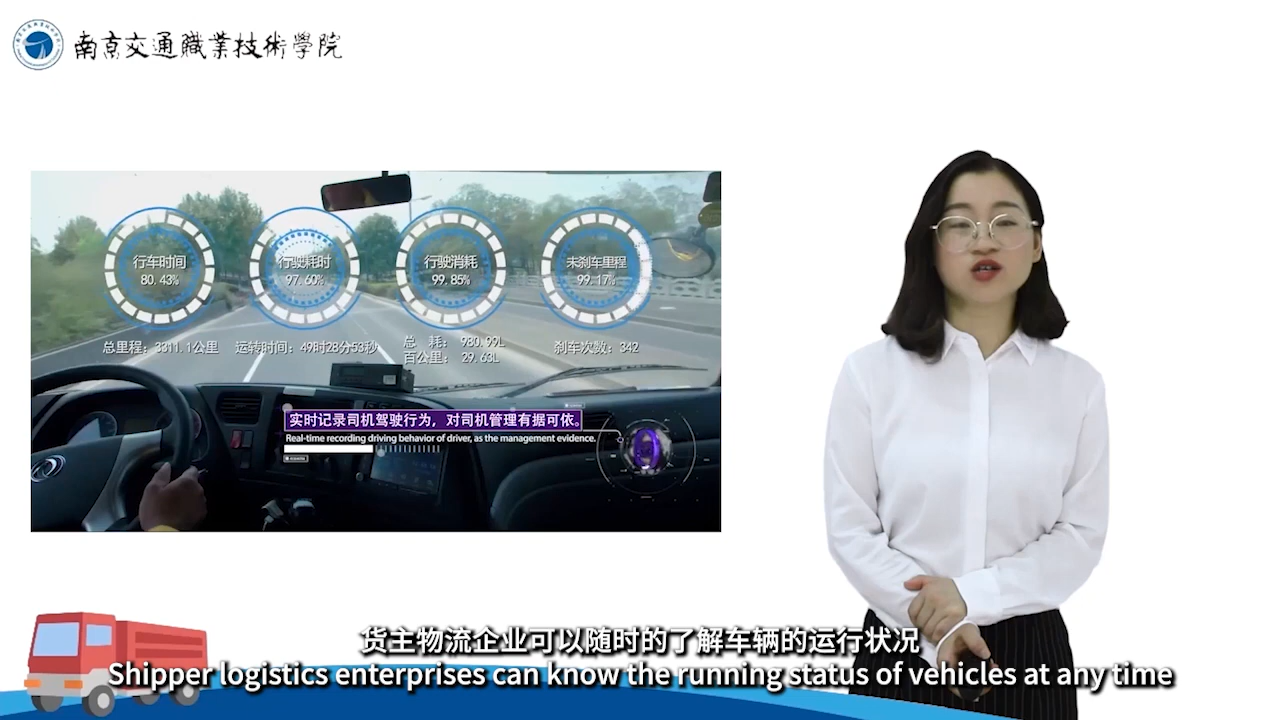 南京交通職業技術學院
行车时间
80.43%
行驶耗时
97.60%
行驶消耗
99.85%
未刹车里程
99.17%
总里程：3311.1公里
运转时间：49时28分53秒
总 耗： 980.99L
百公里： 29.63L
刹车次数：342
实时记录司机驾驶行为，对司机管理有据可依。
Real-time recording driving behavior of driver, as the management evidence.
货主物流企业可以随时的了解车辆的运行状况
Shipper logistics enterprises can know the running status of vehicles at any time